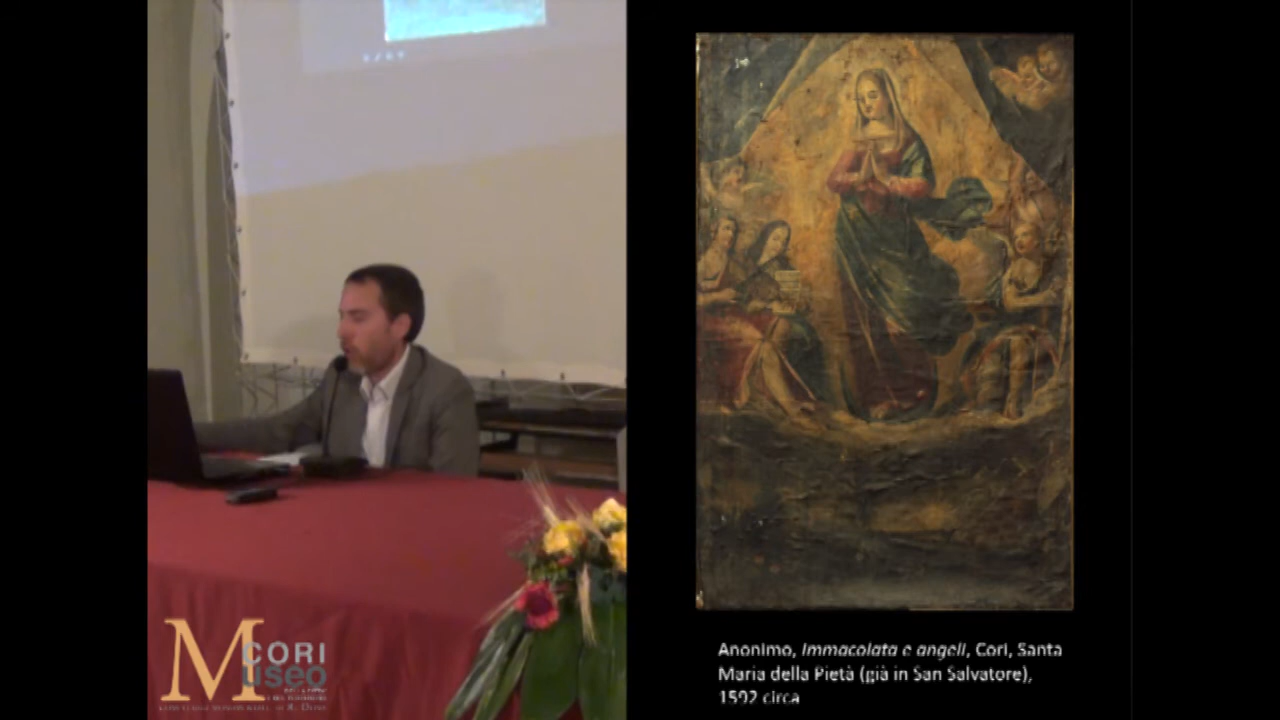 Anonimo, Immacolata e angeli, Cori, Santa
Maria della Pietà (già in San Salvatore),
1592 circa
CORI
Museo